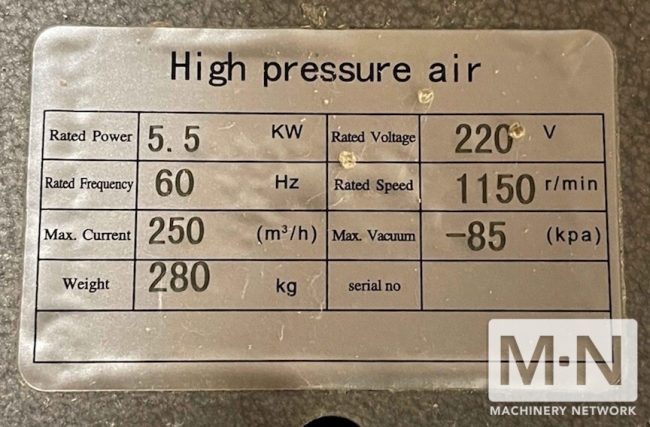 High pressure air
Rated Power 5.5 KW Rated Voltage 220 V
Rated Frequency 60 Hz Rated Speed 1150 r/min
Max. Current 250 (m³/h) Max. Vacuum -85 (kpa)
Weight 280 kg serial no
M·N
MACHINERY NETWORK